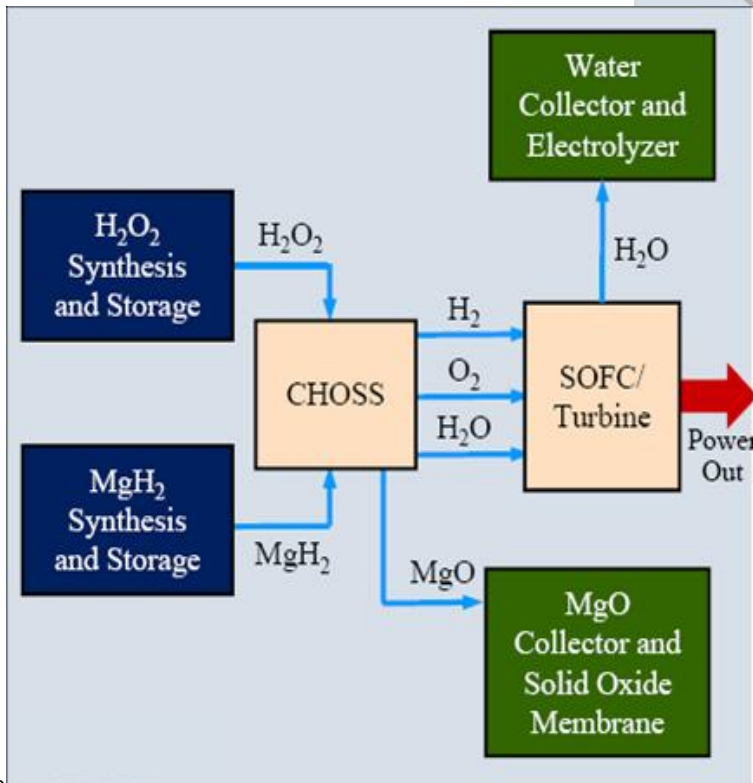 Water
Collector and
Electrolyzer
H₂O₂
Synthesis
and Storage
H₂O₂
H₂O
H₂
O₂
H₂O
CHOSS
SOFC/
Turbine
Power
Out
MgH₂
Synthesis
and Storage
MgH₂
MgO
MgO
Collector and
Solid Oxide
Membrane